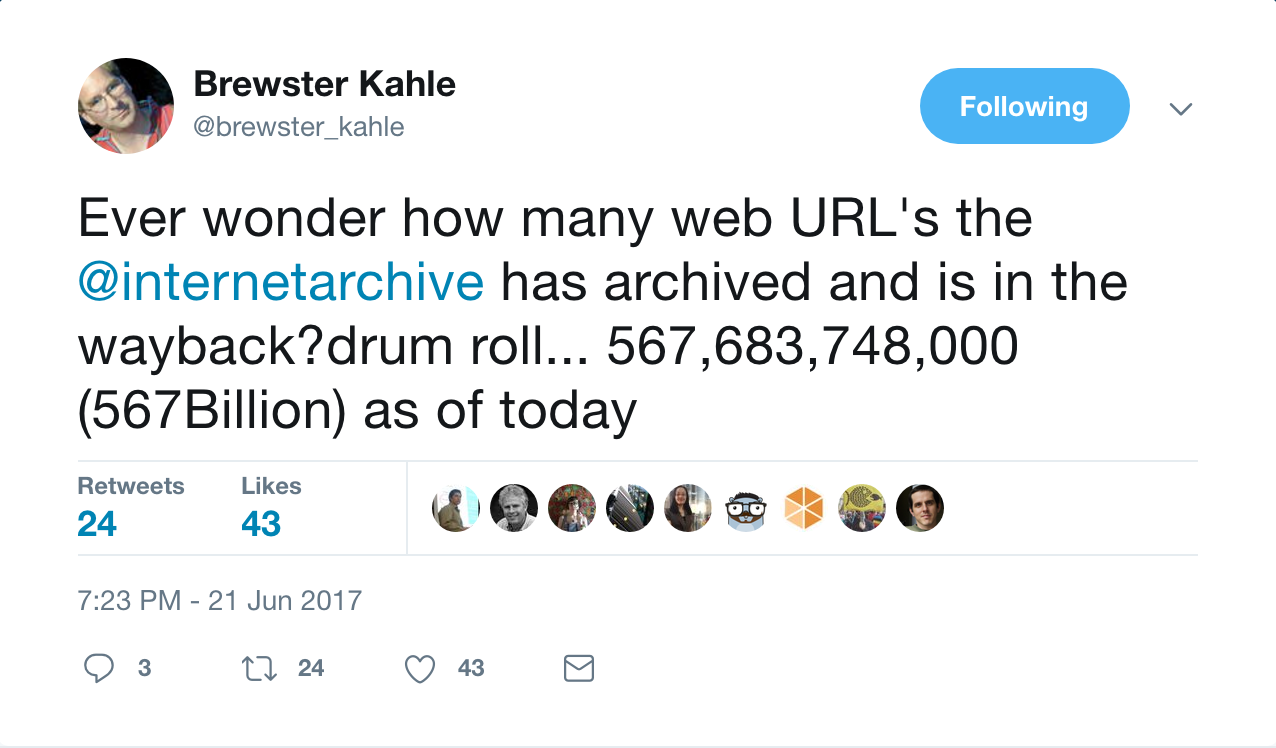 Brewster Kahle
@brewster_kahle
Following
Ever wonder how many web URL's the
@internetarchive has archived and is in the
wayback?drum roll... 567,683,748,000
(567Billion) as of today
Retweets
24
Likes
43
7:23 PM - 21 Jun 2017
3
24
43